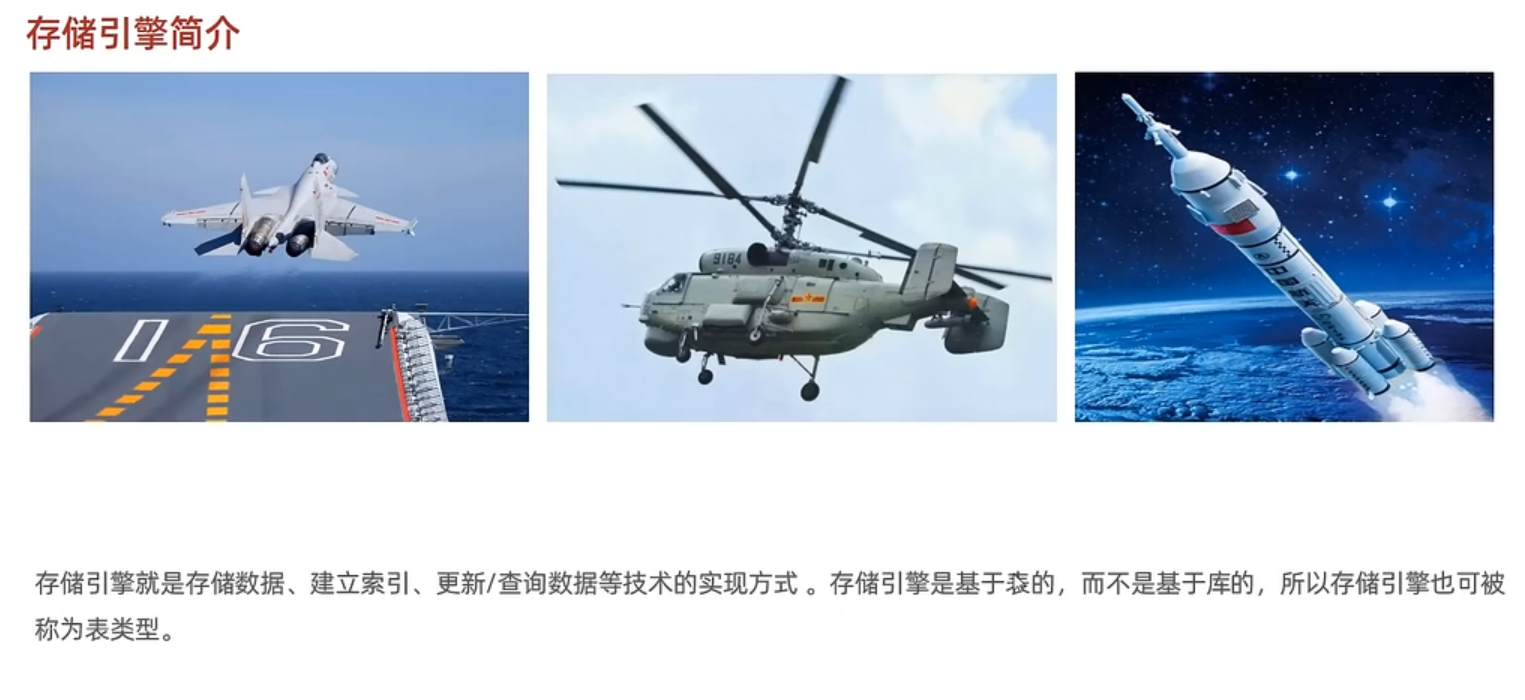 存储引擎简介
16
9184
存储引擎就是存储数据、建立索引、更新/查询数据等技术的实现方式 。存储引擎是基于表的，而不是基于库的，所以存储引擎也可被
称为表类型。